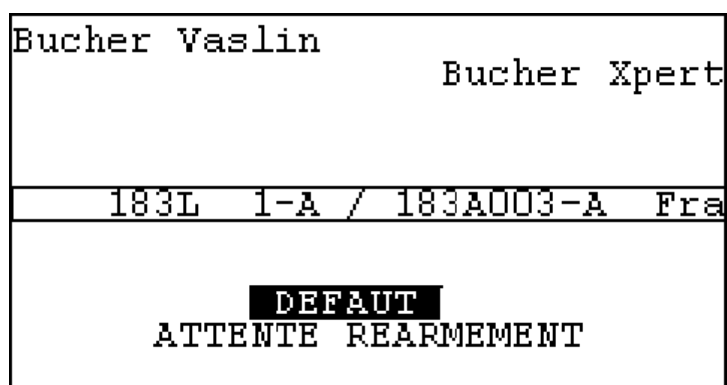 Bucher Vaslin
Bucher Xpert
183L 1-A / 183A003-A Fra
DEFAUT
ATTENTE REARMEMENT